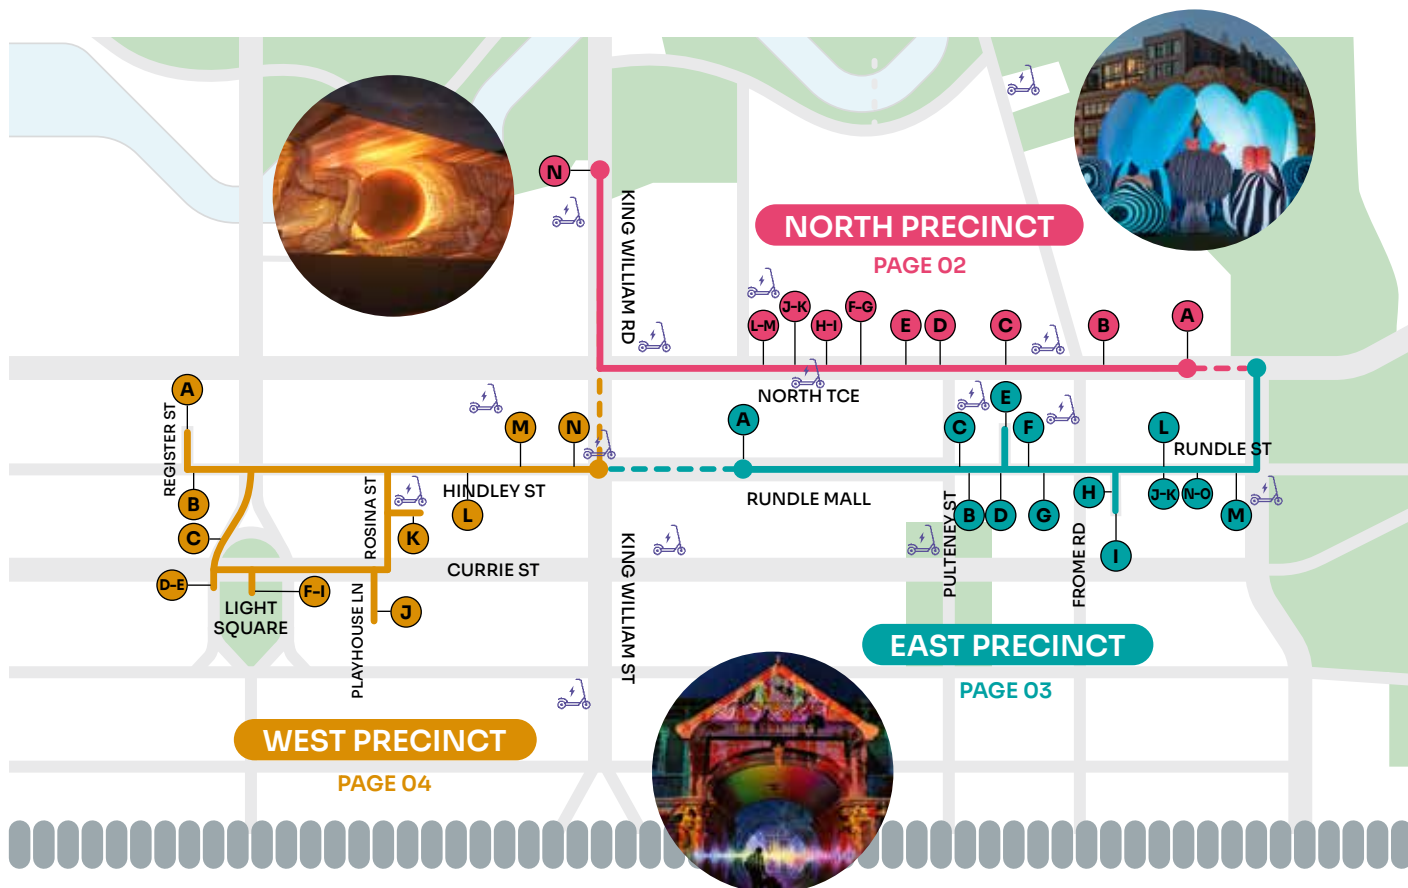 N
KING WILLIAM RD
NORTH PRECINCT
PAGE 02
L–M
J–K
H–I
F–G
E
D
C
B
A
NORTH TCE
A
REGISTER ST
B
C
D–E
LIGHT
SQUARE
F–I
ROSINA ST
PLAYHOUSE LN
J
K
HINDLEY ST
L
M
N
CURRIE ST
KING WILLIAM ST
A
RUNDLE MALL
C
B
PULTENEY ST
D
E
F
G
H
FROME RD
I
L
J–K
N–O
RUNDLE ST
M
EAST PRECINCT
PAGE 03
WEST PRECINCT
PAGE 04